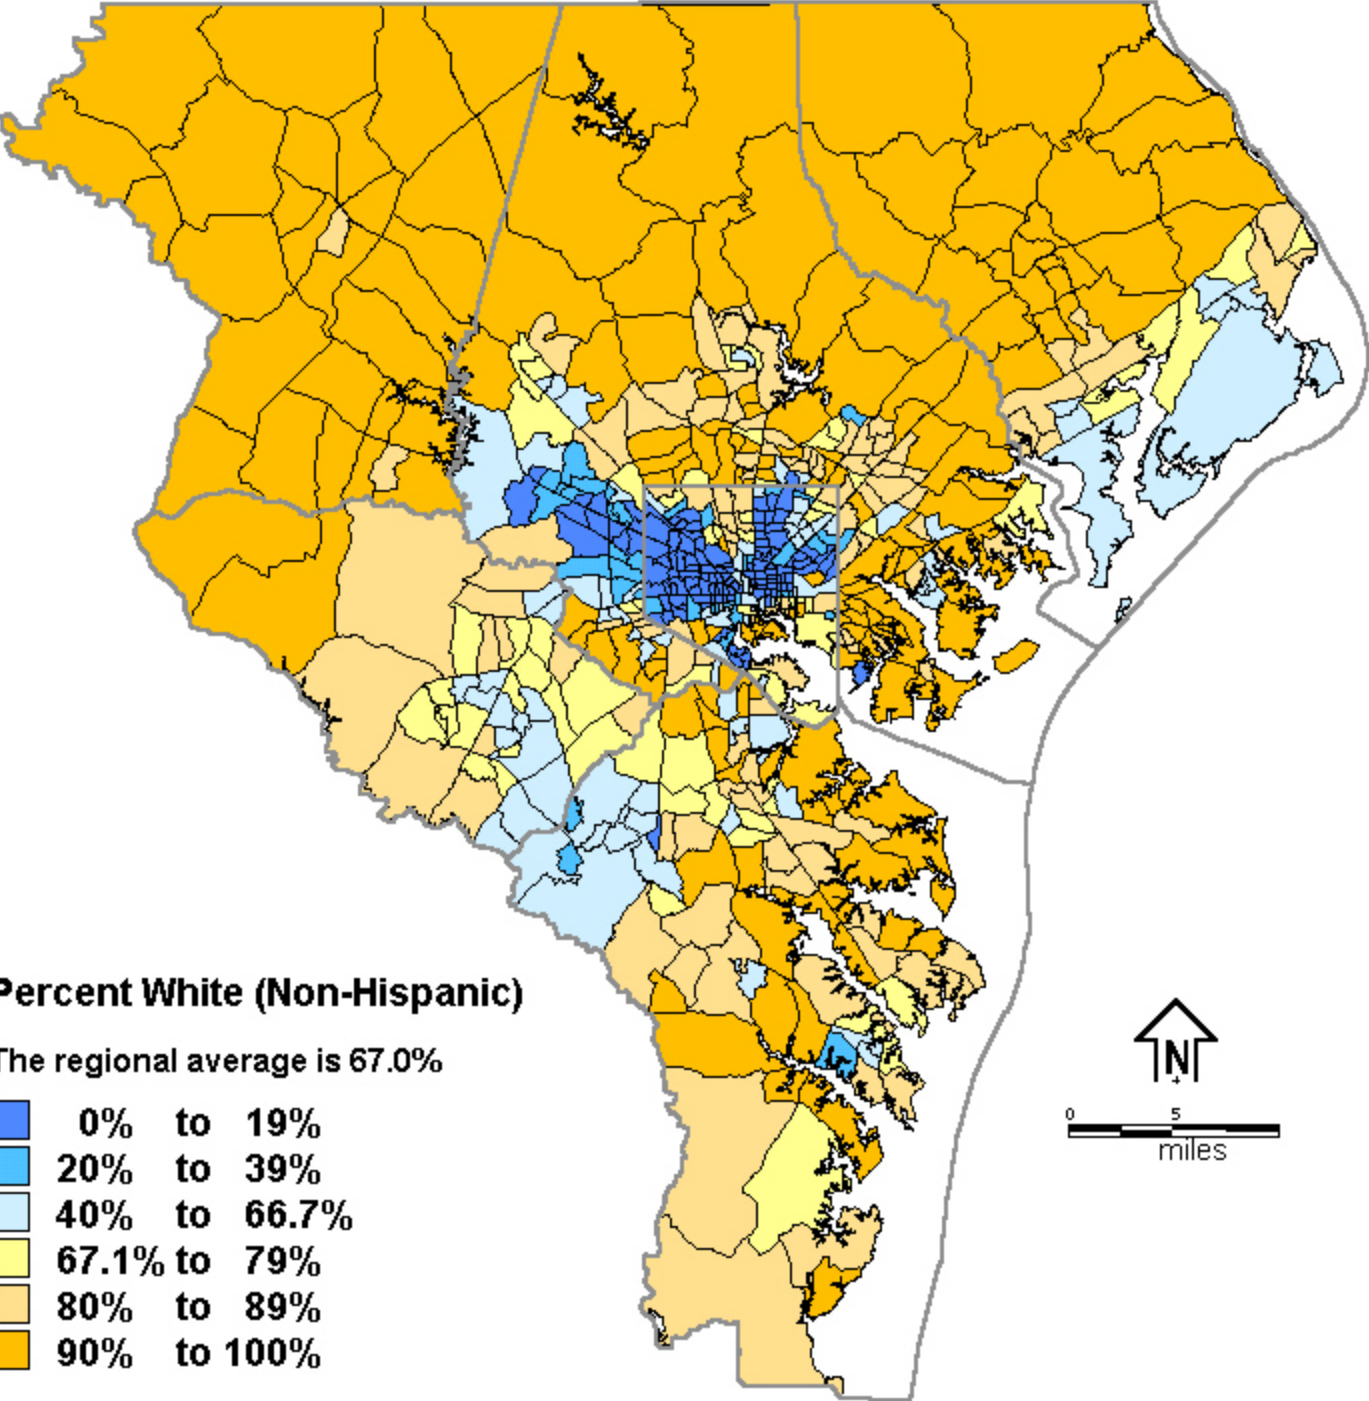 Percent White (Non-Hispanic)
The regional average is 67.0%
0% to 19%
20% to 39%
40% to 66.7%
67.1% to 79%
80% to 89%
90% to 100%
N
0 5
miles